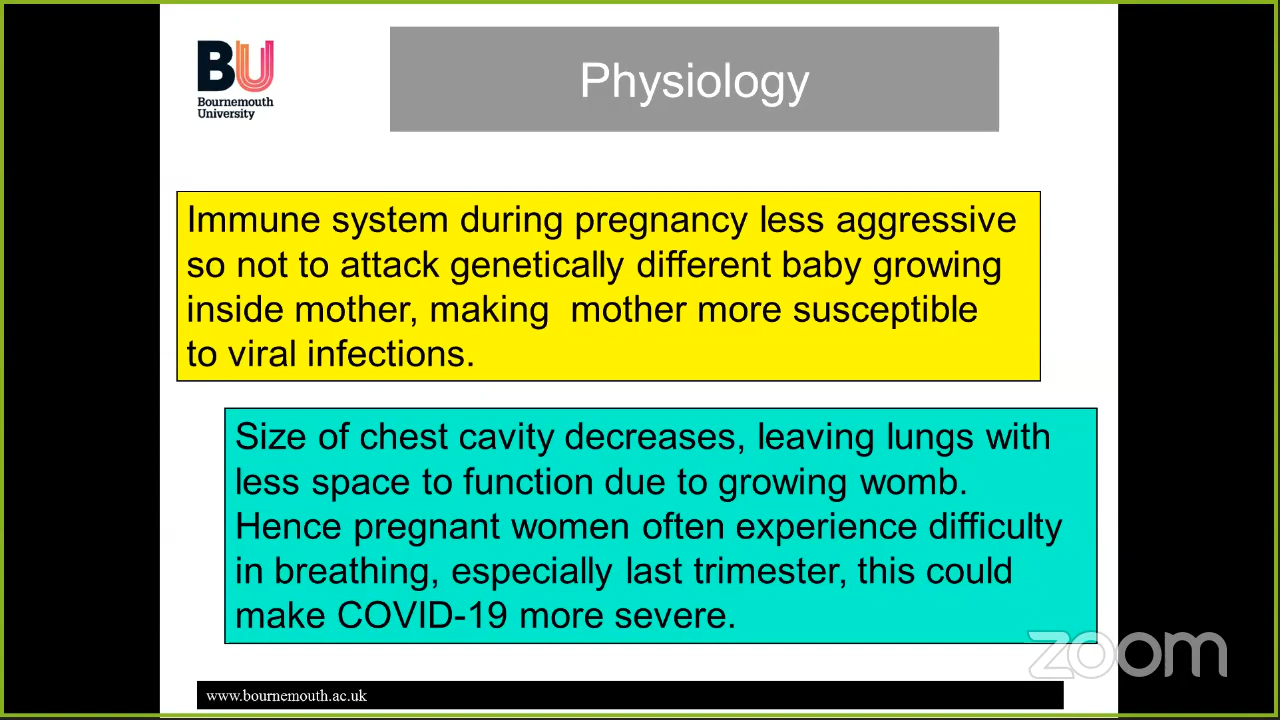 BU
Bournemouth
University
Physiology
Immune system during pregnancy less aggressive
so not to attack genetically different baby growing
inside mother, making  mother more susceptible
to viral infections.
Size of chest cavity decreases, leaving lungs with
less space to function due to growing womb.
Hence pregnant women often experience difficulty
in breathing, especially last trimester, this could
make COVID-19 more severe.
zoom
www.bournemouth.ac.uk